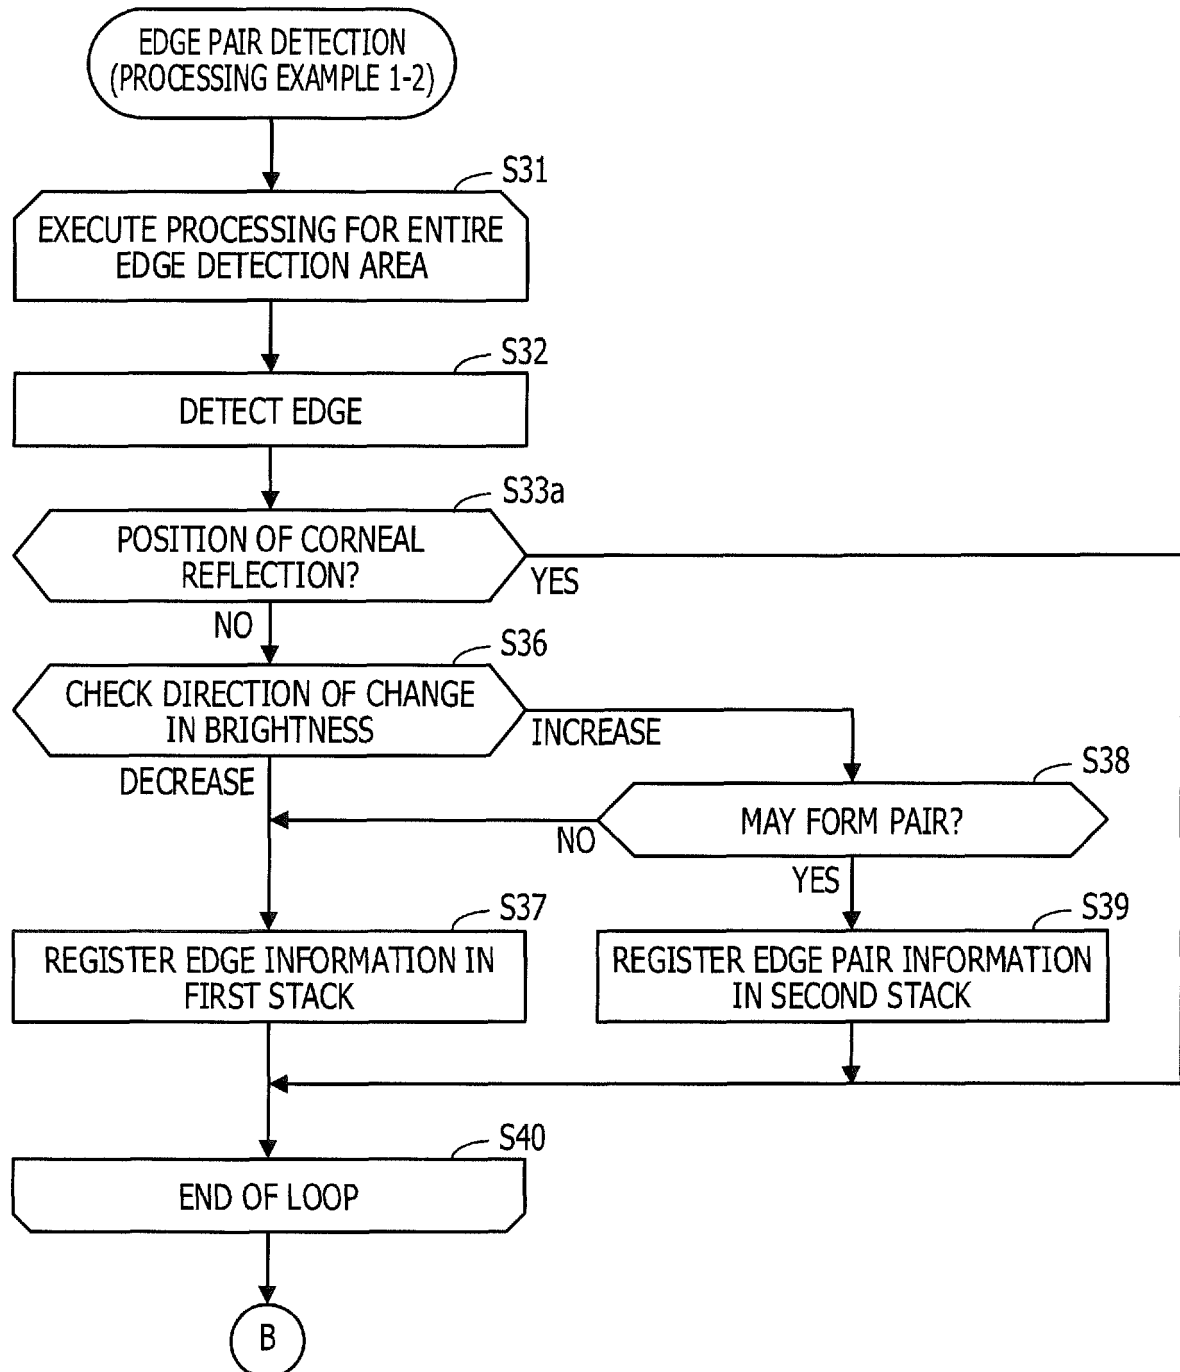 EDGE PAIR DETECTION
(PROCESSING EXAMPLE 1-2)
S31
EXECUTE PROCESSING FOR ENTIRE
EDGE DETECTION AREA
S32
DETECT EDGE
S33a
POSITION OF CORNEAL
REFLECTION?
YES
NO
S36
CHECK DIRECTION OF CHANGE
IN BRIGHTNESS
INCREASE
DECREASE
S38
MAY FORM PAIR?
NO
YES
S37
REGISTER EDGE INFORMATION IN
FIRST STACK
S39
REGISTER EDGE PAIR INFORMATION
IN SECOND STACK
S40
END OF LOOP
B